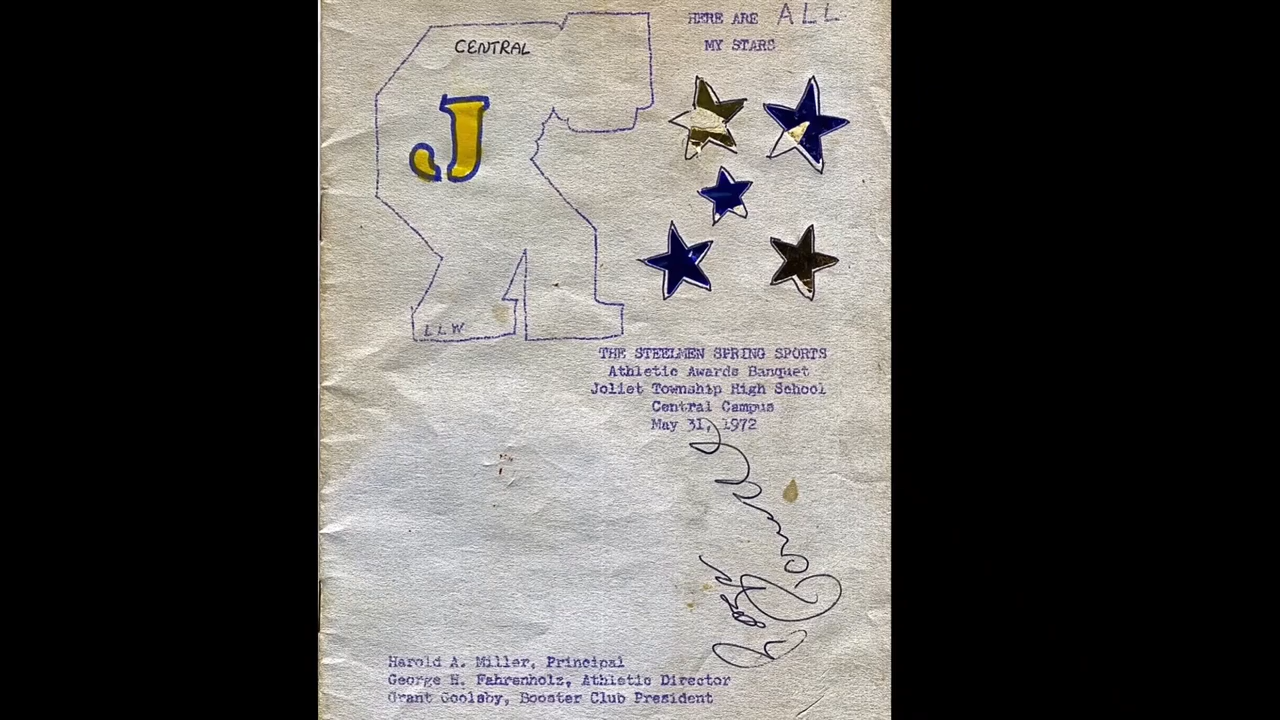 HERE ARE ALL
MY STARS
CENTRAL
J
LLW
THE STEELMEN SPRING SPORTS
Athletic Awards Banquet
Joliet Township High School
Central Campus
May 31, 1972
Harold A. Miller, Principal
George H. Fahrenholz, Athletic Director
Grant Goolsby, Booster Club President